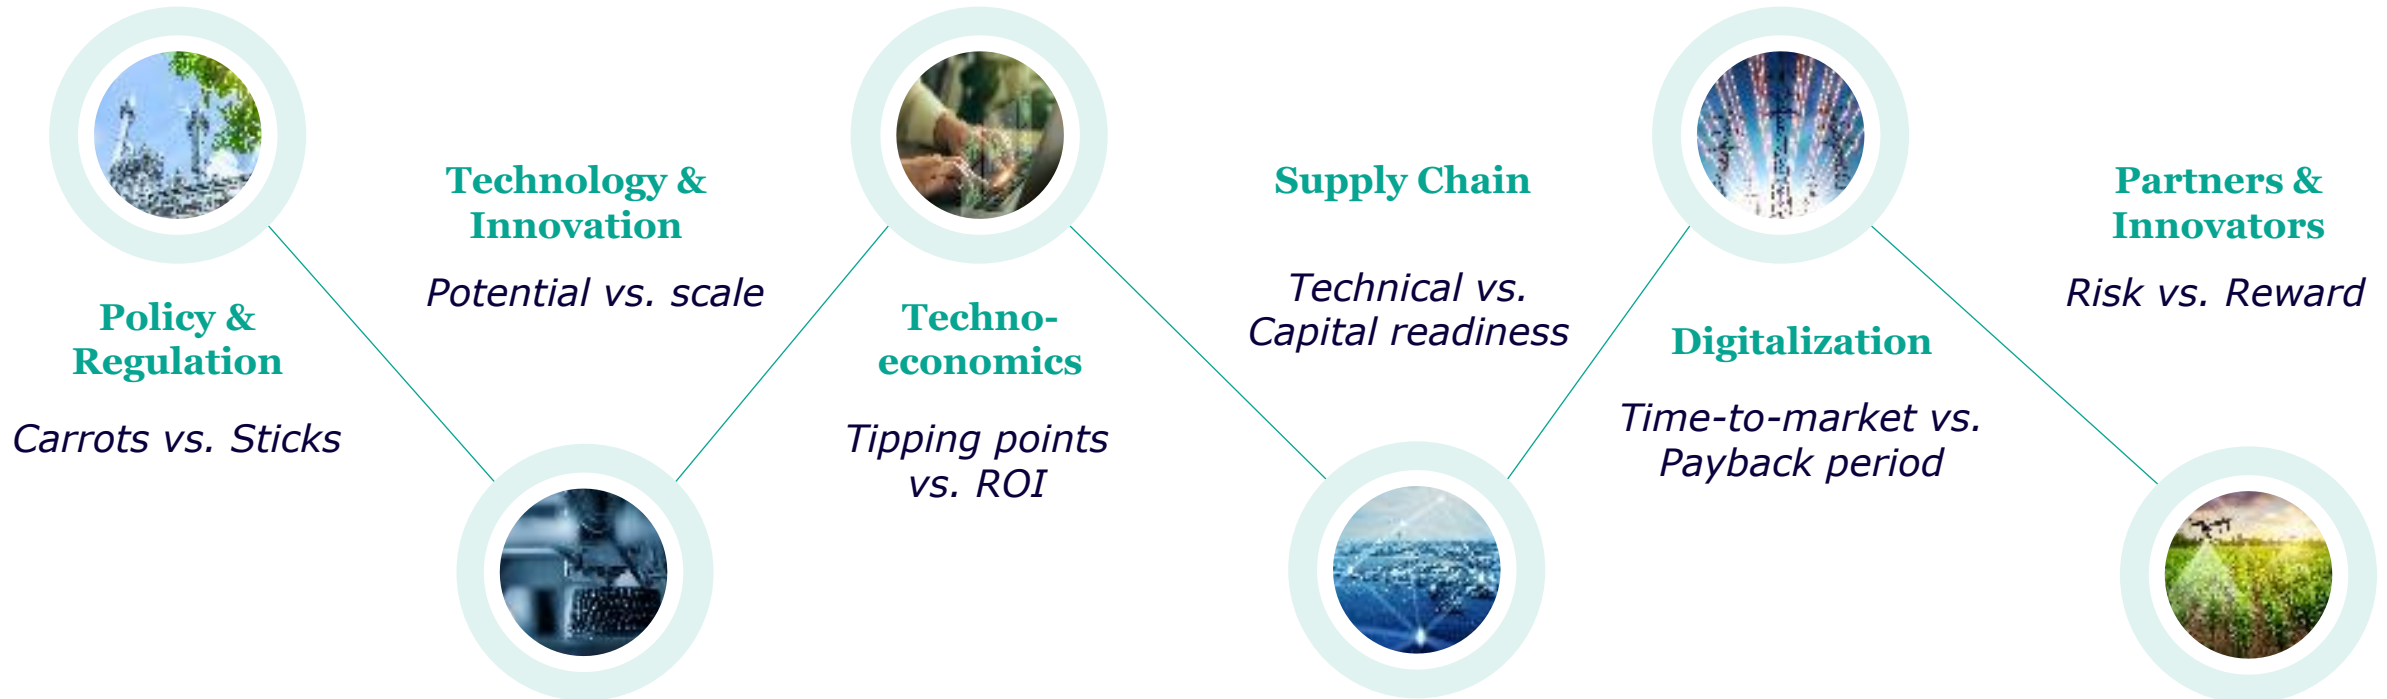 Policy &
Regulation
Carrots vs. Sticks
Technology &
Innovation
Potential vs. scale
Techno-
economics
Tipping points
vs. ROI
Supply Chain
Technical vs.
Capital readiness
Digitalization
Time-to-market vs.
Payback period
Partners &
Innovators
Risk vs. Reward